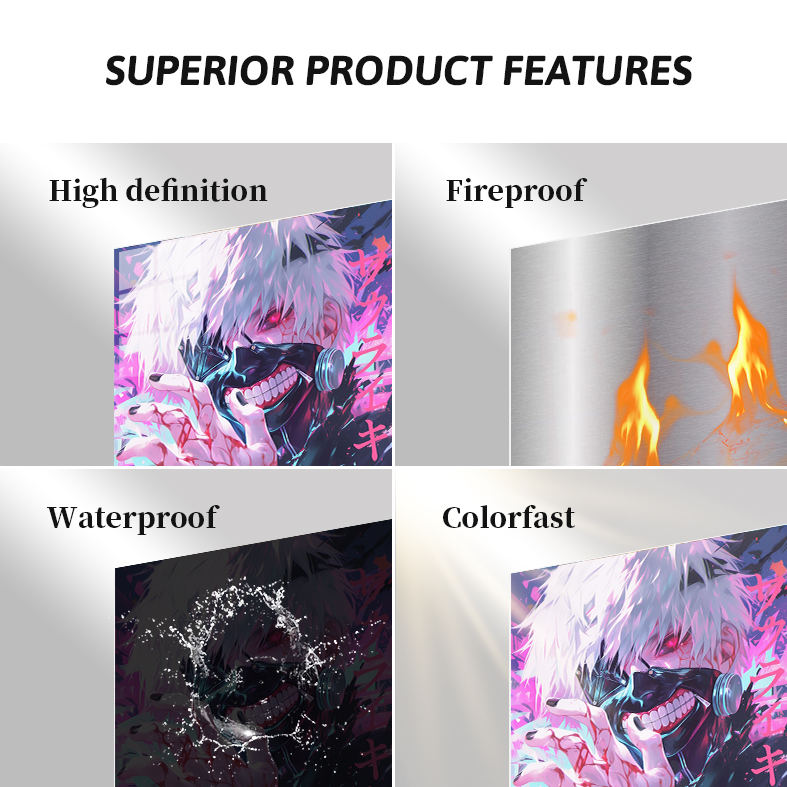 SUPERIOR PRODUCT FEATURES
High definition
Fireproof
Waterproof
Colorfast